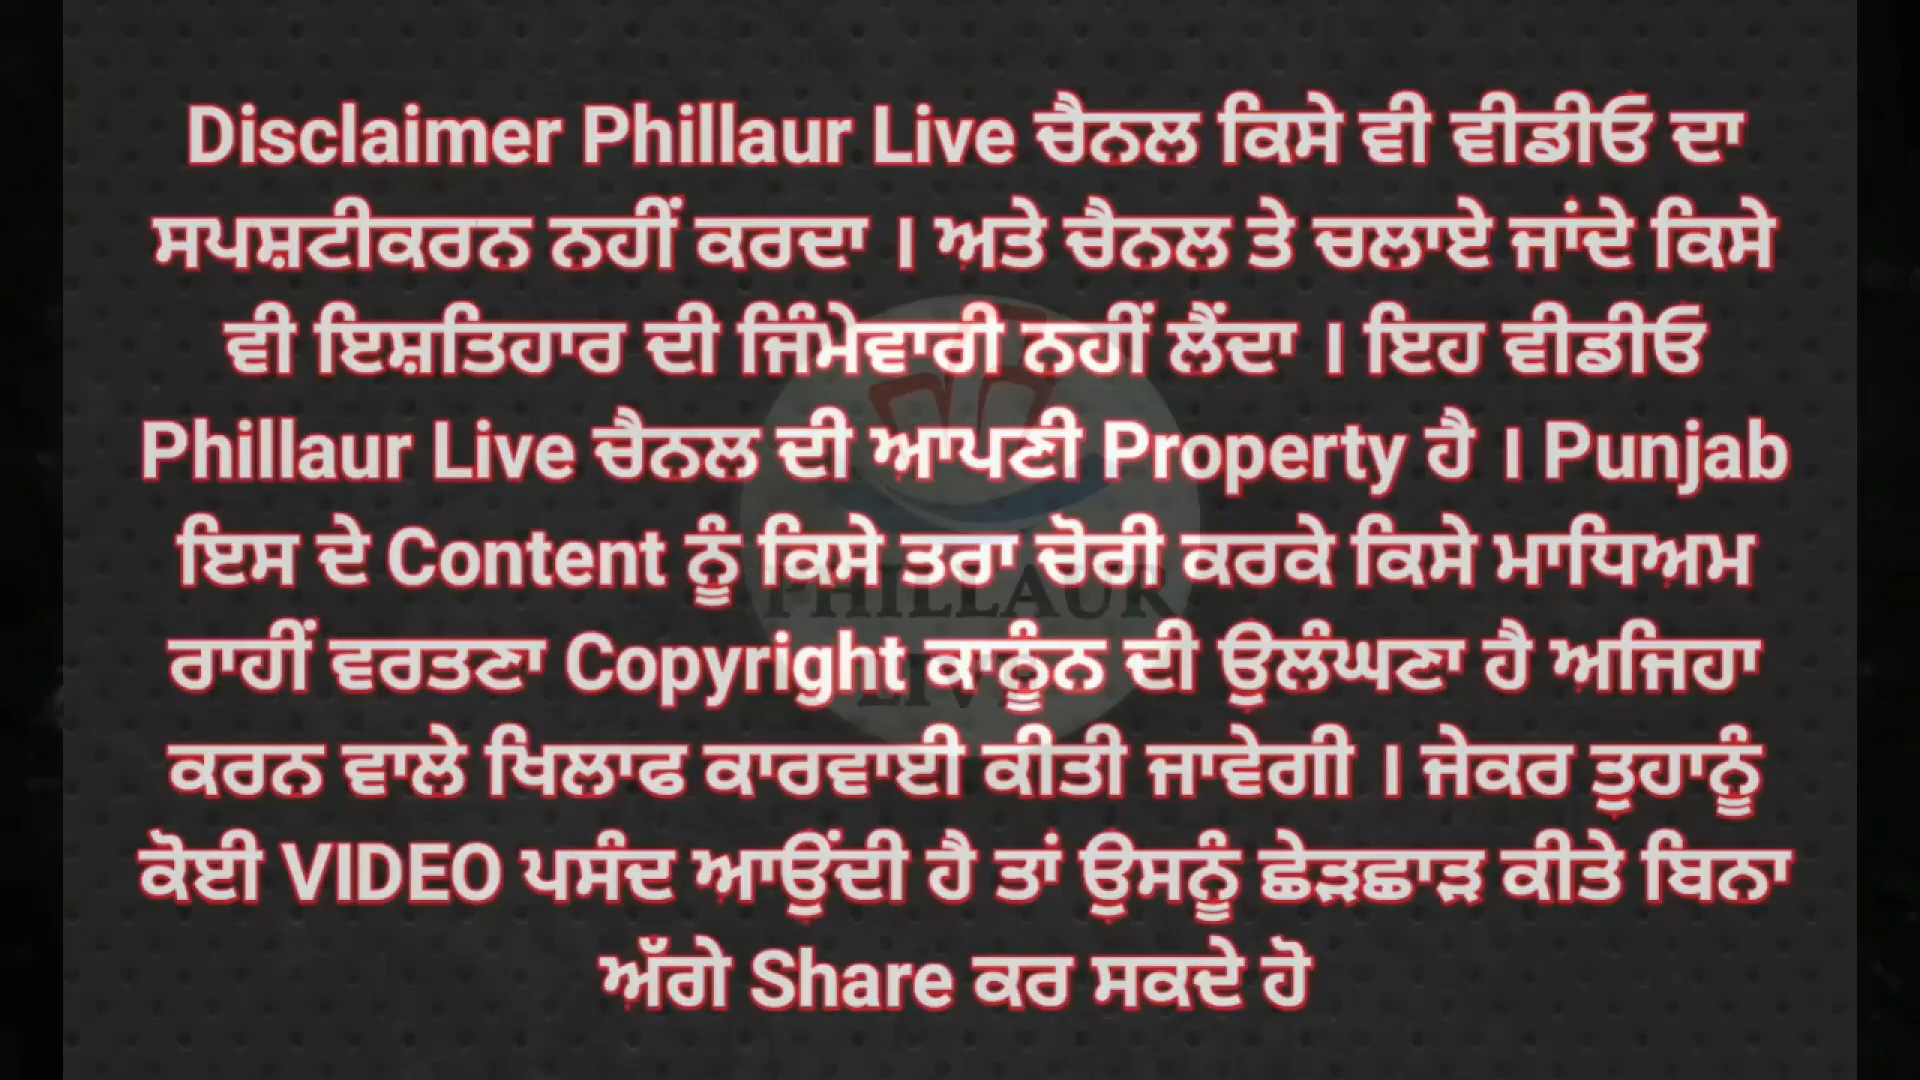 Disclaimer Phillaur Live ਚੈਨਲ ਕਿਸੇ ਵੀ ਵੀਡੀਓ ਦਾ
ਸਪਸ਼ਟੀਕਰਨ ਨਹੀਂ ਕਰਦਾ । ਅਤੇ ਚੈਨਲ ਤੇ ਚਲਾਏ ਜਾਂਦੇ ਕਿਸੇ
ਵੀ ਇਸ਼ਤਿਹਾਰ ਦੀ ਜਿੰਮੇਵਾਰੀ ਨਹੀਂ ਲੈਂਦਾ । ਇਹ ਵੀਡੀਓ
Phillaur Live ਚੈਨਲ ਦੀ ਆਪਣੀ Property ਹੈ । Punjab
ਇਸ ਦੇ Content ਨੂੰ ਕਿਸੇ ਤਰਾ ਚੋਰੀ ਕਰਕੇ ਕਿਸੇ ਮਾਧਿਅਮ
ਰਾਹੀਂ ਵਰਤਣਾ Copyright ਕਾਨੂੰਨ ਦੀ ਉਲੰਘਣਾ ਹੈ ਅਜਿਹਾ
ਕਰਨ ਵਾਲੇ ਖਿਲਾਫ ਕਾਰਵਾਈ ਕੀਤੀ ਜਾਵੇਗੀ । ਜੇਕਰ ਤੁਹਾਨੂੰ
ਕੋਈ VIDEO ਪਸੰਦ ਆਉਂਦੀ ਹੈ ਤਾਂ ਉਸਨੂੰ ਛੇੜਛਾੜ ਕੀਤੇ ਬਿਨਾ
ਅੱਗੇ Share ਕਰ ਸਕਦੇ ਹੋ
PHILLAUR
LIVE